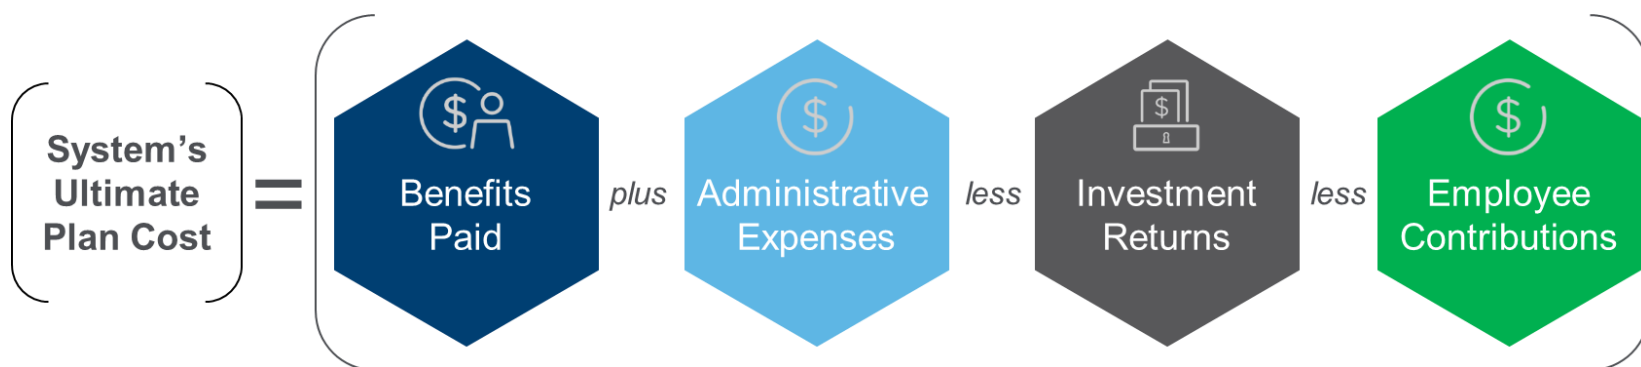 System's
Ultimate
Plan Cost
=
$
Benefits
Paid
plus
$
Administrative
Expenses
less
$
Investment
Returns
less
$
Employee
Contributions